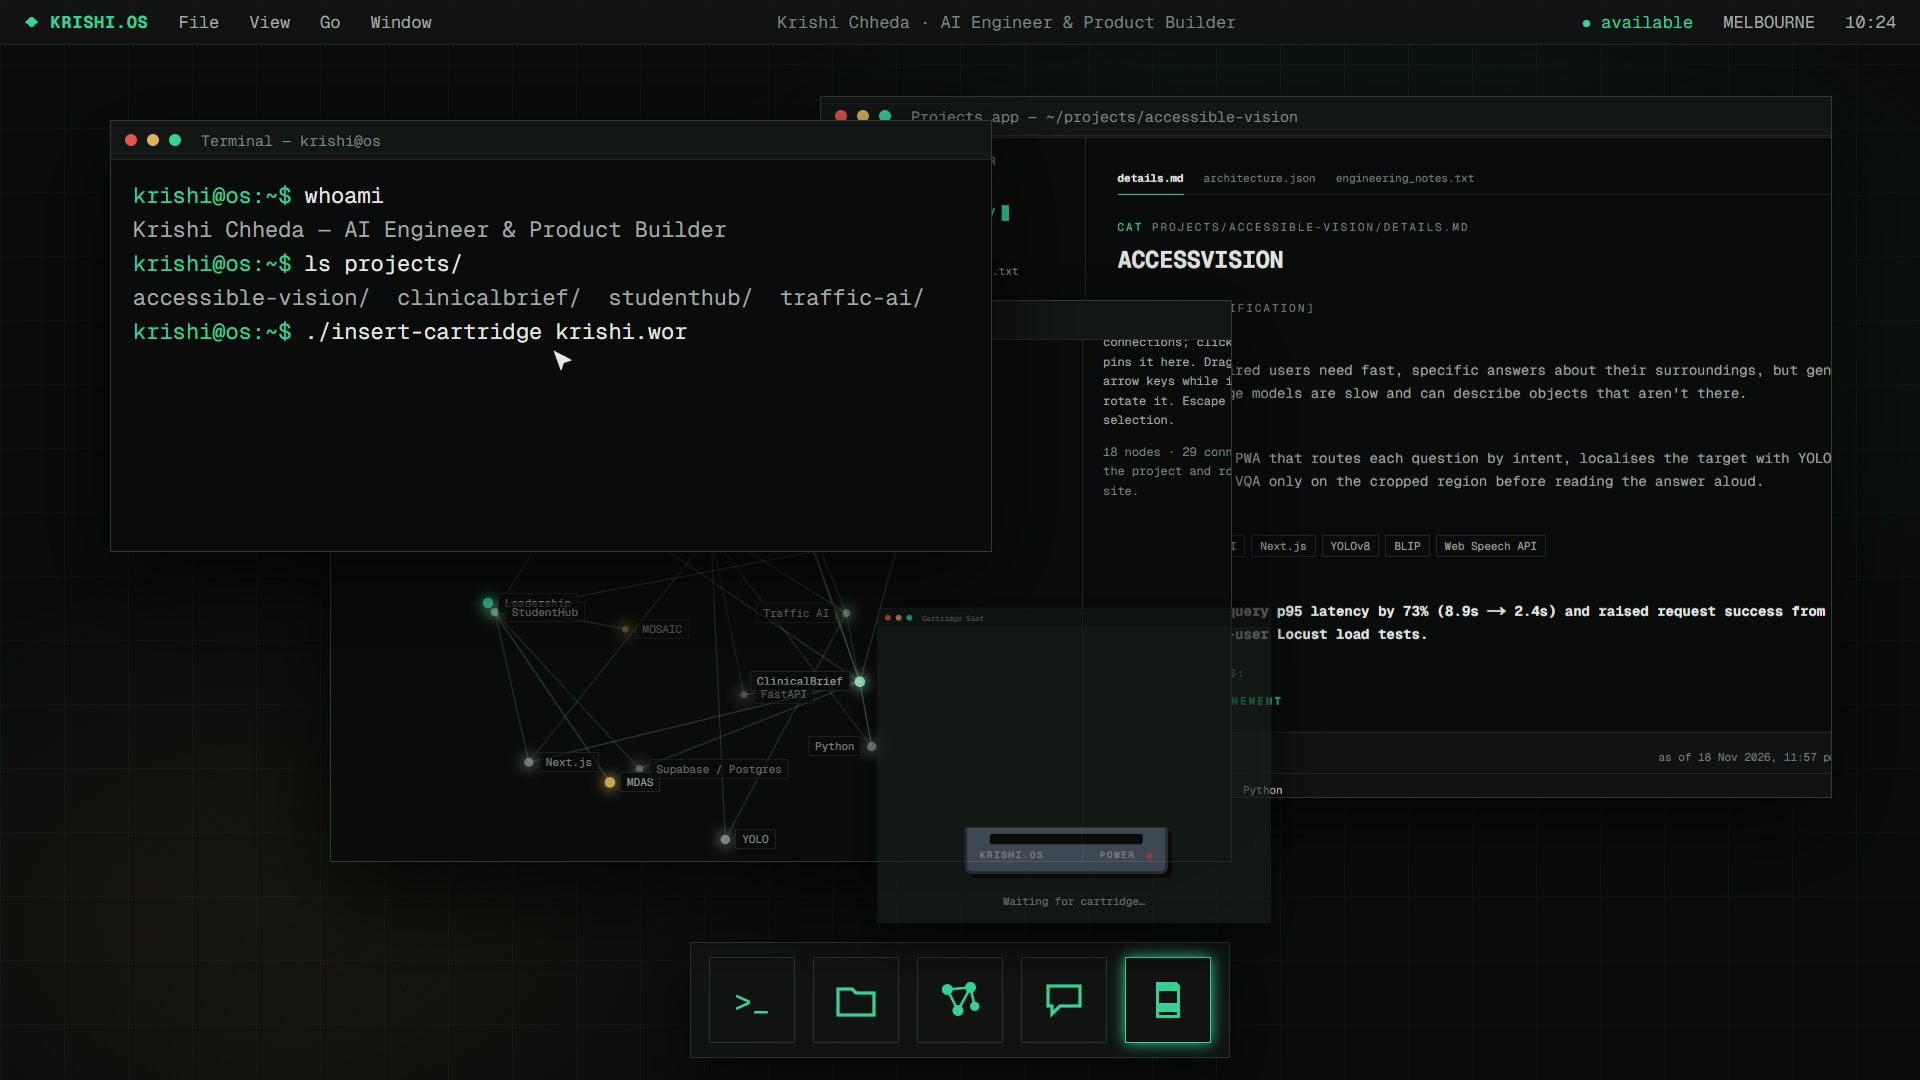 KRISHI.OS File View Go Window
Krishi Chheda · AI Engineer & Product Builder
available MELBOURNE 10:24
Terminal — krishi@os
krishi@os:~$ whoami
Krishi Chheda — AI Engineer & Product Builder
krishi@os:~$ ls projects/
accessible-vision/ clinicalbrief/ studenthub/ traffic-ai/
krishi@os:~$ ./insert-cartridge krishi.wor
Projects.app — ~/projects/accessible-vision
.txt
details.md architecture.json engineering_notes.txt
CAT PROJECTS/ACCESSIBLE-VISION/DETAILS.MD
ACCESSVISION
IFICATION]
ired users need fast, specific answers about their surroundings, but gen
ge models are slow and can describe objects that aren't there.
PWA that routes each question by intent, localises the target with YOLO
VQA only on the cropped region before reading the answer aloud.
I Next.js YOLOv8 BLIP Web Speech API
query p95 latency by 73% (8.9s → 2.4s) and raised request success from
-user Locust load tests.
S:
NEMENT
as of 18 Nov 2026, 11:57 p
Python
connections; click
pins it here. Drag
arrow keys while i
rotate it. Escape
selection.
18 nodes · 29 conn
the project and ro
site.
Leadership
StudentHub
MOSAIC
Traffic AI
ClinicalBrief
FastAPI
Python
Next.js
Supabase / Postgres
MDAS
YOLO
Cartridge Slot
KRISHI.OS POWER
Waiting for cartridge…
>_